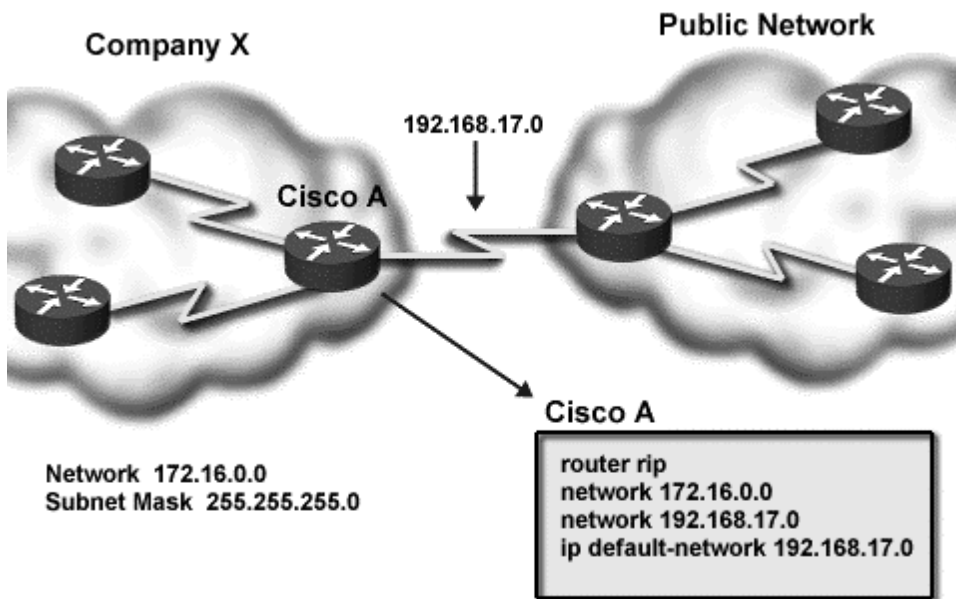 Company X
Public Network
192.168.17.0
Cisco A
Network 172.16.0.0
Subnet Mask 255.255.255.0
Cisco A
router rip
network 172.16.0.0
network 192.168.17.0
ip default-network 192.168.17.0